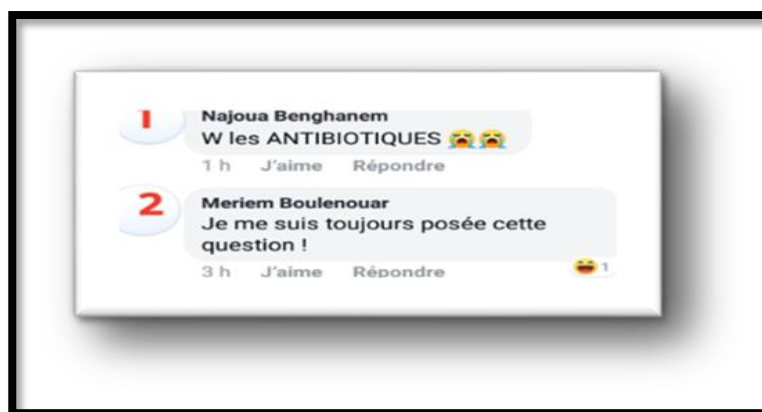 1
Najoua Benghanem
W les ANTIBIOTIQUES 😭😭
1 h J'aime Répondre
2
Meriem Boulenouar
Je me suis toujours posée cette
question !
3 h J'aime Répondre 1